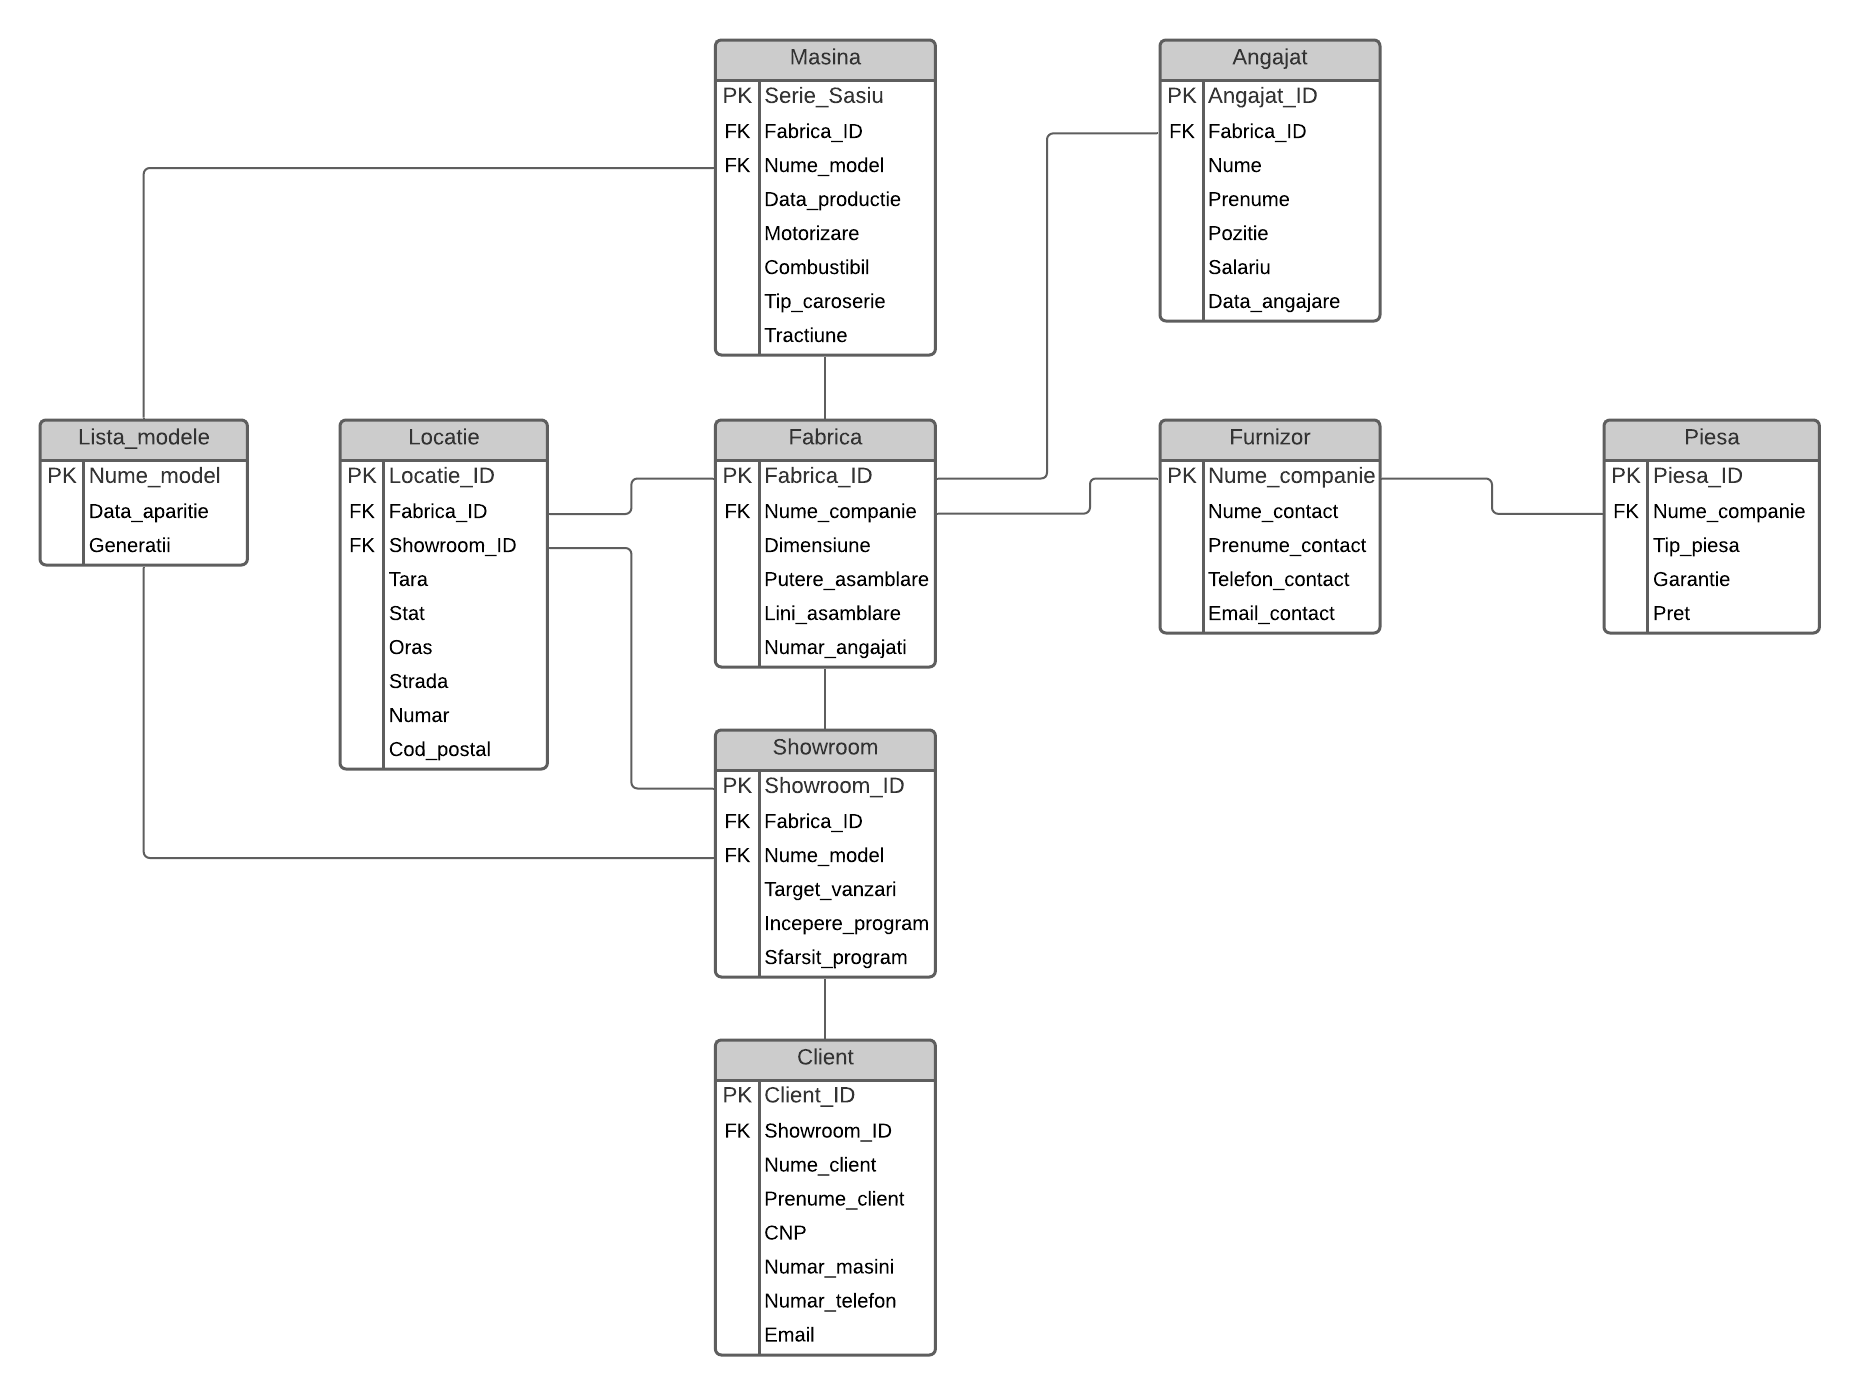 Masina
PK Serie_Sasiu
FK Fabrica_ID
FK Nume_model
Data_productie
Motorizare
Combustibil
Tip_caroserie
Tractiune
Angajat
PK Angajat_ID
FK Fabrica_ID
Nume
Prenume
Pozitie
Salariu
Data_angajare
Lista_modele
PK Nume_model
Data_aparitie
Generatii
Locatie
PK Locatie_ID
FK Fabrica_ID
FK Showroom_ID
Tara
Stat
Oras
Strada
Numar
Cod_postal
Fabrica
PK Fabrica_ID
FK Nume_companie
Dimensiune
Putere_asamblare
Lini_asamblare
Numar_angajati
Furnizor
PK Nume_companie
Nume_contact
Prenume_contact
Telefon_contact
Email_contact
Piesa
PK Piesa_ID
FK Nume_companie
Tip_piesa
Garantie
Pret
Showroom
PK Showroom_ID
FK Fabrica_ID
FK Nume_model
Target_vanzari
Incepere_program
Sfarsit_program
Client
PK Client_ID
FK Showroom_ID
Nume_client
Prenume_client
CNP
Numar_masini
Numar_telefon
Email